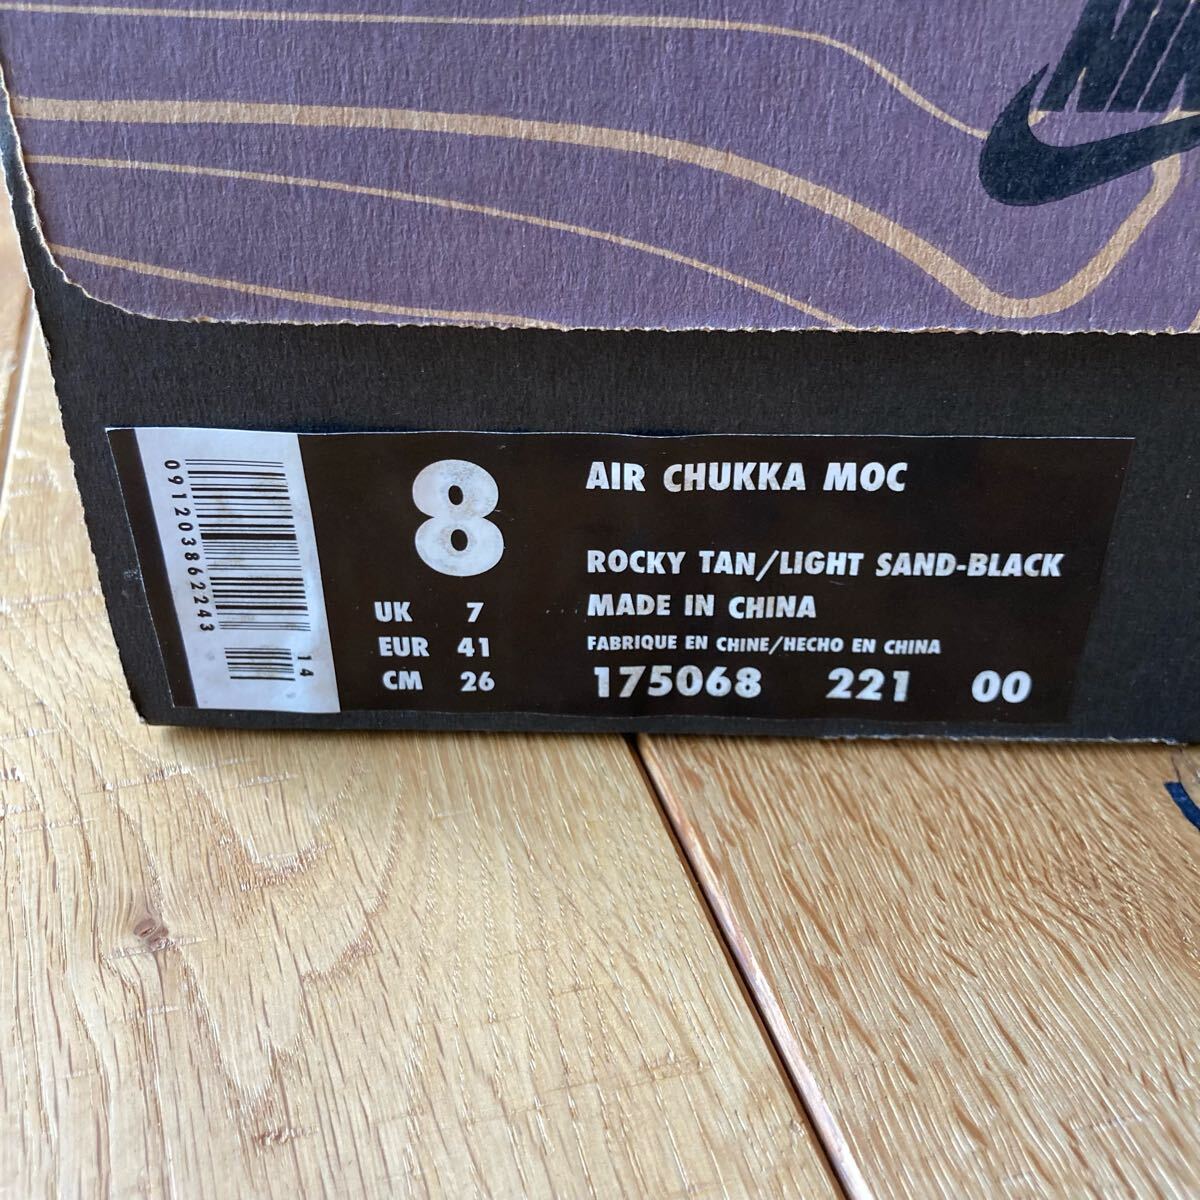 NIK
091203862243
14
8
UK 7
EUR 41
CM 26
AIR CHUKKA MOC
ROCKY TAN/LIGHT SAND-BLACK
MADE IN CHINA
FABRIQUE EN CHINE/HECHO EN CHINA
175068 221 00